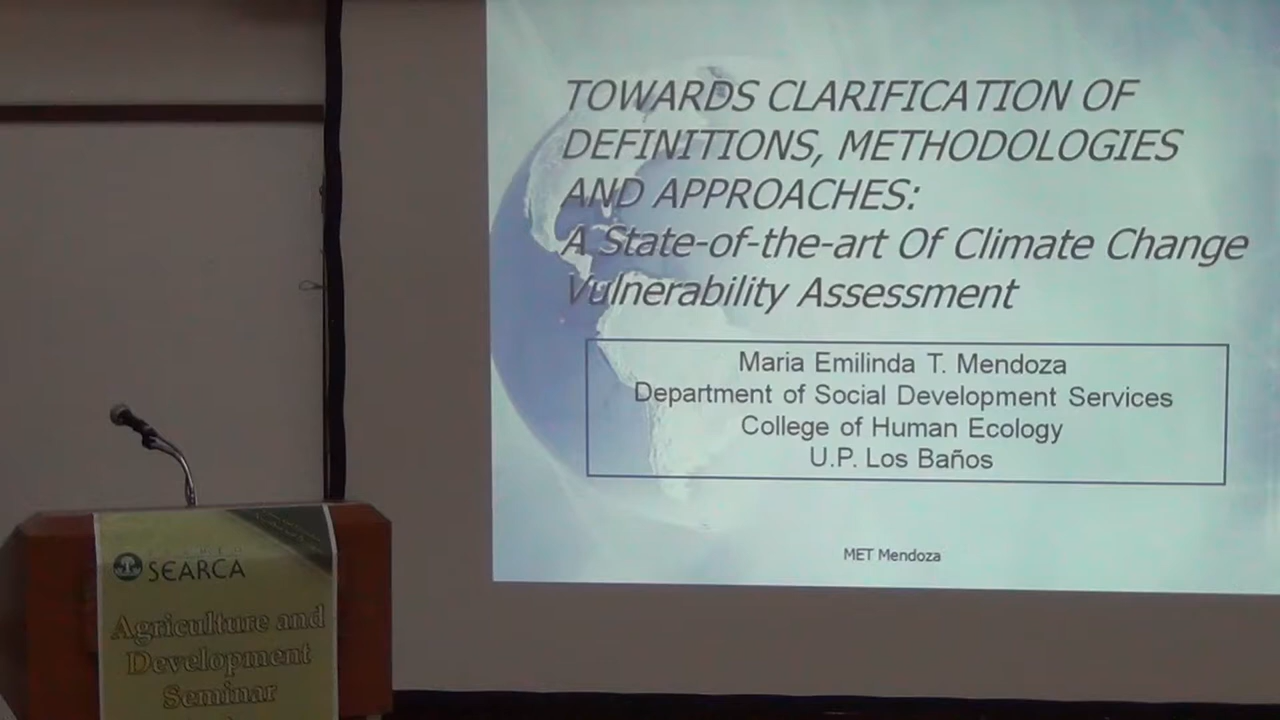 TOWARDS CLARIFICATION OF
DEFINITIONS, METHODOLOGIES
AND APPROACHES:
A State-of-the-art Of Climate Change
Vulnerability Assessment
Maria Emilinda T. Mendoza
Department of Social Development Services
College of Human Ecology
U.P. Los Baños
MET Mendoza
SEARCA
Agriculture and
Development
Seminar